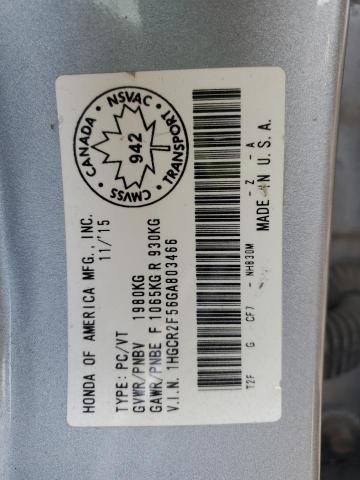 HONDA OF AMERICA MFG., INC.
11/'15
TYPE: PC/VT
GVWR/PNBV 1980KG
GAWR/PNBE F 1065KG R 930KG
V.I.N. 1HGCR2F56GA803466
T2F G CF7 - NH830M - Z - A
MADE IN U.S.A.
CANADA
NSVAC
TRANSPORT
CMVSS
942